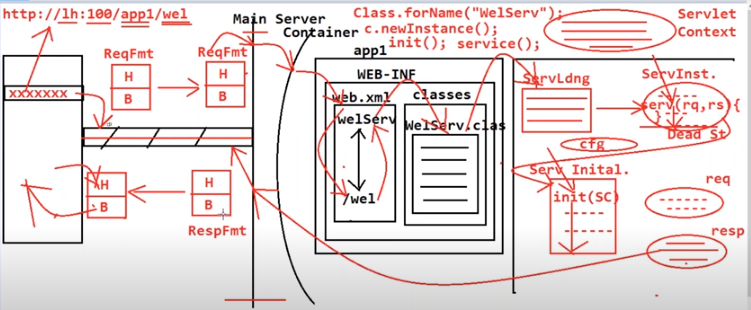 http://lh:100/app1/wel
Main Server
Container
Class.forName("WelServ");
c.newInstance();
init(); service();
Servlet
Context
ReqFmt
ReqFmt
H
B
H
B
xxxxxxx
app1
WEB-INF
web.xml
classes
welServ
/wel
WelServ.clas
ServLdng
ServInst.
serv(rq,rs){
}
Dead St
cfg
Serv Inital.
init(SC)
req
resp
H
B
H
B
RespFmt